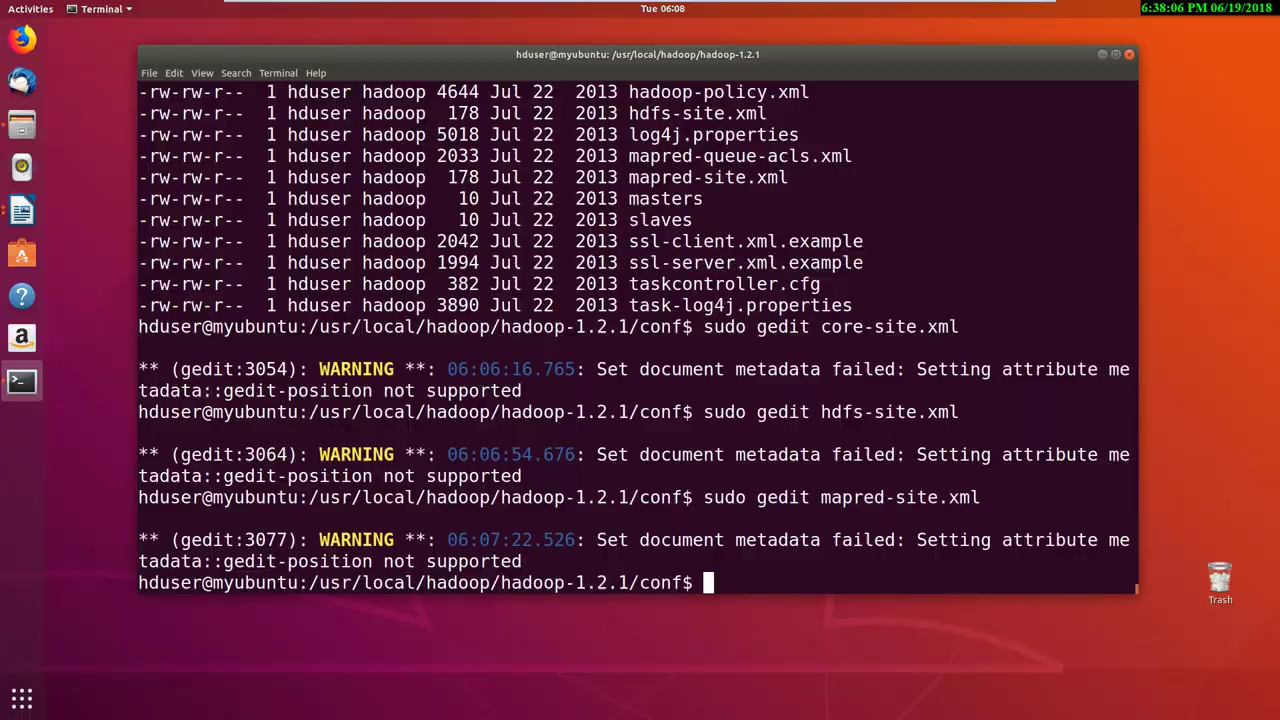 Activities Terminal Tue 06:08 6:38:06 PM 06/19/2018
hduser@myubuntu: /usr/local/hadoop/hadoop-1.2.1
File Edit View Search Terminal Help
-rw-rw-r-- 1 hduser hadoop 4644 Jul 22 2013 hadoop-policy.xml
-rw-rw-r-- 1 hduser hadoop 178 Jul 22 2013 hdfs-site.xml
-rw-rw-r-- 1 hduser hadoop 5018 Jul 22 2013 log4j.properties
-rw-rw-r-- 1 hduser hadoop 2033 Jul 22 2013 mapred-queue-acls.xml
-rw-rw-r-- 1 hduser hadoop 178 Jul 22 2013 mapred-site.xml
-rw-rw-r-- 1 hduser hadoop 10 Jul 22 2013 masters
-rw-rw-r-- 1 hduser hadoop 10 Jul 22 2013 slaves
-rw-rw-r-- 1 hduser hadoop 2042 Jul 22 2013 ssl-client.xml.example
-rw-rw-r-- 1 hduser hadoop 1994 Jul 22 2013 ssl-server.xml.example
-rw-rw-r-- 1 hduser hadoop 382 Jul 22 2013 taskcontroller.cfg
-rw-rw-r-- 1 hduser hadoop 3890 Jul 22 2013 task-log4j.properties
hduser@myubuntu:/usr/local/hadoop/hadoop-1.2.1/conf$ sudo gedit core-site.xml
** (gedit:3054): WARNING **: 06:06:16.765: Set document metadata failed: Setting attribute me
tadata::gedit-position not supported
hduser@myubuntu:/usr/local/hadoop/hadoop-1.2.1/conf$ sudo gedit hdfs-site.xml
** (gedit:3064): WARNING **: 06:06:54.676: Set document metadata failed: Setting attribute me
tadata::gedit-position not supported
hduser@myubuntu:/usr/local/hadoop/hadoop-1.2.1/conf$ sudo gedit mapred-site.xml
** (gedit:3077): WARNING **: 06:07:22.526: Set document metadata failed: Setting attribute me
tadata::gedit-position not supported
hduser@myubuntu:/usr/local/hadoop/hadoop-1.2.1/conf$
Trash